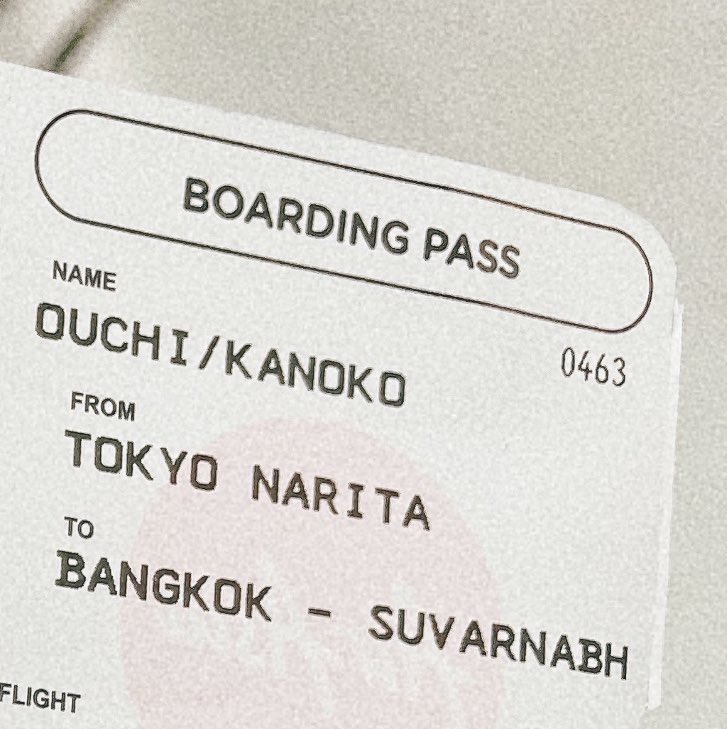 BOARDING PASS
NAME
OUCHI/KANOKO
0463
FROM
TOKYO NARITA
TO
BANGKOK - SUVARNABH
FLIGHT